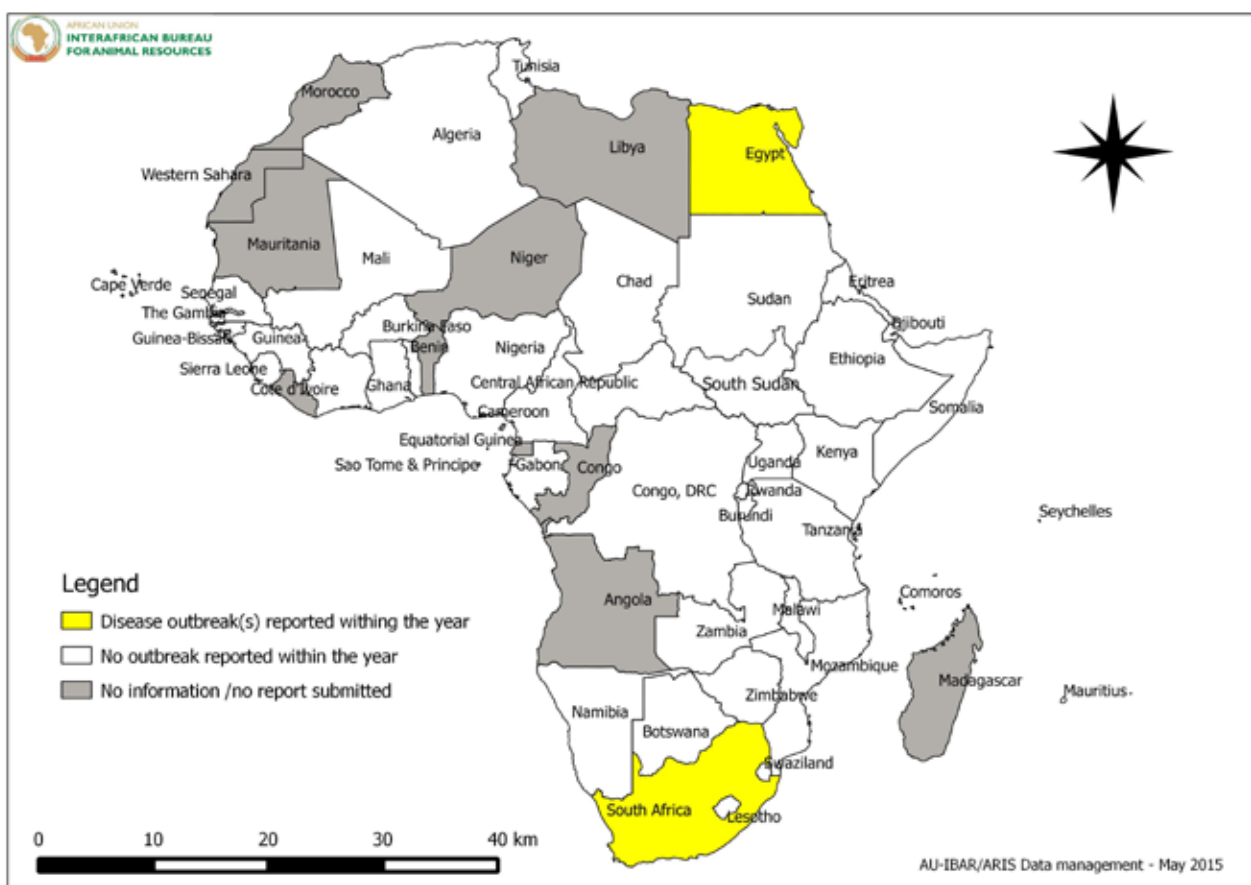 AFRICAN UNION
INTERAFRICAN BUREAU
FOR ANIMAL RESOURCES
Tunisia
Morocco
Algeria
Libya
Egypt
Western Sahara
Mauritania
Mali
Niger
Chad
Sudan
Eritrea
Cape Verde
Senegal
The Gambia
Burkina Faso
Djibouti
Guinea-Bissau
Guinea
Benin
Nigeria
Ethiopia
Sierra Leone
Cote d'Ivoire
Ghana
Central African Republic
South Sudan
Somalia
Cameroon
Equatorial Guinea
Sao Tome & Principe
Gabon
Congo
Uganda
Kenya
Congo, DRC
Rwanda
Burundi
Tanzania
Seychelles
Comoros
Angola
Malawi
Zambia
Mozambique
Madagascar
Mauritius
Zimbabwe
Namibia
Botswana
Swaziland
South Africa
Lesotho
Legend
Disease outbreak(s) reported withing the year
No outbreak reported within the year
No information /no report submitted
0 10 20 30 40 km
AU-IBAR/ARIS Data management - May 2015